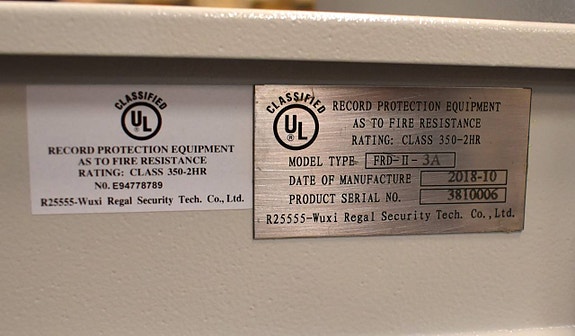 CLASSIFIED
UL
RECORD PROTECTION EQUIPMENT
AS TO FIRE RESISTANCE
RATING: CLASS 350-2HR
NO. E94778789
R25555-Wuxi Regal Security Tech. Co., Ltd.
CLASSIFIED
UL
RECORD PROTECTION EQUIPMENT
AS TO FIRE RESISTANCE
RATING: CLASS 350-2HR
MODEL TYPE FRD-II-3A
DATE OF MANUFACTURE 2018-10
PRODUCT SERIAL NO. 3810006
R25555-Wuxi Regal Security Tech. Co., Ltd.